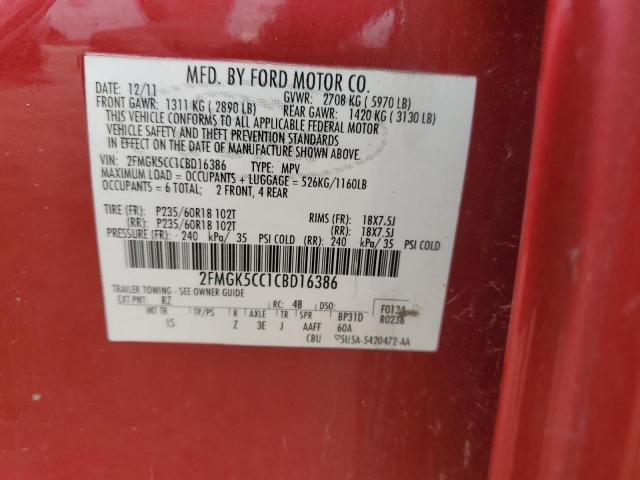 MFD. BY FORD MOTOR CO.
DATE: 12/11 GVWR: 2708 KG ( 5970 LB)
FRONT GAWR: 1311 KG ( 2890 LB) REAR GAWR: 1420 KG ( 3130 LB)
THIS VEHICLE CONFORMS TO ALL APPLICABLE FEDERAL MOTOR
VEHICLE SAFETY AND THEFT PREVENTION STANDARDS
IN EFFECT ON THE DATE OF MANUFACTURE SHOWN ABOVE.
VIN: 2FMGK5CC1CBD16386 TYPE: MPV
MAXIMUM LOAD = OCCUPANTS + LUGGAGE = 526KG/1160LB
OCCUPANTS = 6 TOTAL; 2 FRONT, 4 REAR
TIRE (FR): P235/60R18 102T RIMS (FR): 18X7.5J
(RR): P235/60R18 102T (RR): 18X7.5J
PRESSURE (FR): 240 kPa/ 35 PSI COLD (RR): 240 kPa/ 35 PSI COLD
2FMGK5CC1CBD16386
TRAILER TOWING - SEE OWNER GUIDE
EXT PNT: RZ RC: 48 DSO: F0124
INT TR TP/PS R AXLE TR SPR BP31D R0236
LS Z 3E J AAFF 60A
CBU 5U5A-5420472-AA